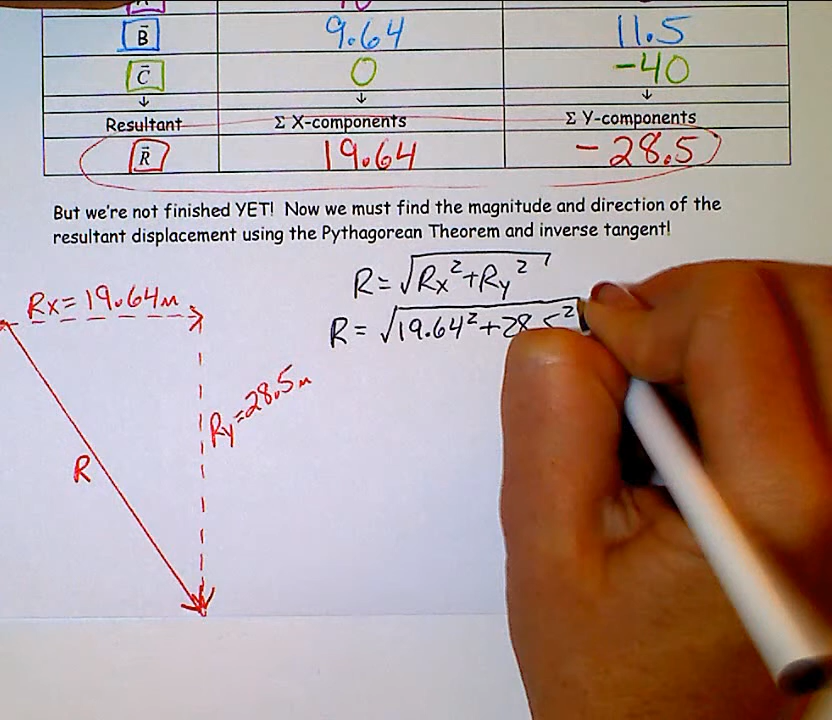 B 9.64 11.5
C 0 -40
↓ ↓ ↓
Resultant Σ X-components Σ Y-components
R 19.64 -28.5
But we're not finished YET! Now we must find the magnitude and direction of the
resultant displacement using the Pythagorean Theorem and inverse tangent!
R=√Rx²+Ry²
R=√19.64²+28.5²
Rx=19.64m
Ry=28.5m
R